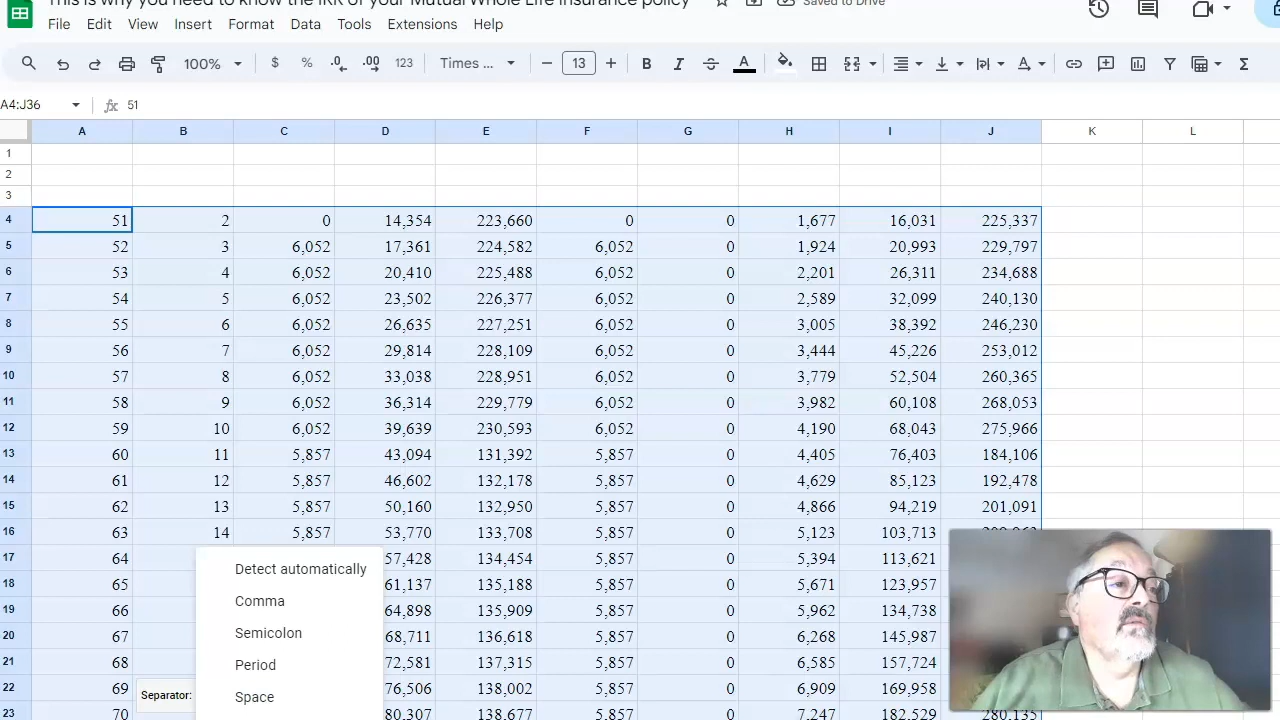 This is why you need to know the IRR of your Mutual Whole Life insurance policy Saved to Drive
File Edit View Insert Format Data Tools Extensions Help
100% $ % .0 .00 123 Times ... − 13 + B I S A Σ
A4:J36 fx 51
A B C D E F G H I J K L
1
2
3
4 51 2 0 14,354 223,660 0 0 1,677 16,031 225,337
5 52 3 6,052 17,361 224,582 6,052 0 1,924 20,993 229,797
6 53 4 6,052 20,410 225,488 6,052 0 2,201 26,311 234,688
7 54 5 6,052 23,502 226,377 6,052 0 2,589 32,099 240,130
8 55 6 6,052 26,635 227,251 6,052 0 3,005 38,392 246,230
9 56 7 6,052 29,814 228,109 6,052 0 3,444 45,226 253,012
10 57 8 6,052 33,038 228,951 6,052 0 3,779 52,504 260,365
11 58 9 6,052 36,314 229,779 6,052 0 3,982 60,108 268,053
12 59 10 6,052 39,639 230,593 6,052 0 4,190 68,043 275,966
13 60 11 5,857 43,094 131,392 5,857 0 4,405 76,403 184,106
14 61 12 5,857 46,602 132,178 5,857 0 4,629 85,123 192,478
15 62 13 5,857 50,160 132,950 5,857 0 4,866 94,219 201,091
16 63 14 5,857 53,770 133,708 5,857 0 5,123 103,713
17 64 57,428 134,454 5,857 0 5,394 113,621
Detect automatically
18 65 61,137 135,188 5,857 0 5,671 123,957
Comma
19 66 64,898 135,909 5,857 0 5,962 134,738
Semicolon
20 67 68,711 136,618 5,857 0 6,268 145,987
Period
21 68 72,581 137,315 5,857 0 6,585 157,724
22 69 Separator: Space 76,506 138,002 5,857 0 6,909 169,958
23 70 80,307 138,677 5,857 0 7,247 182,529 280,135